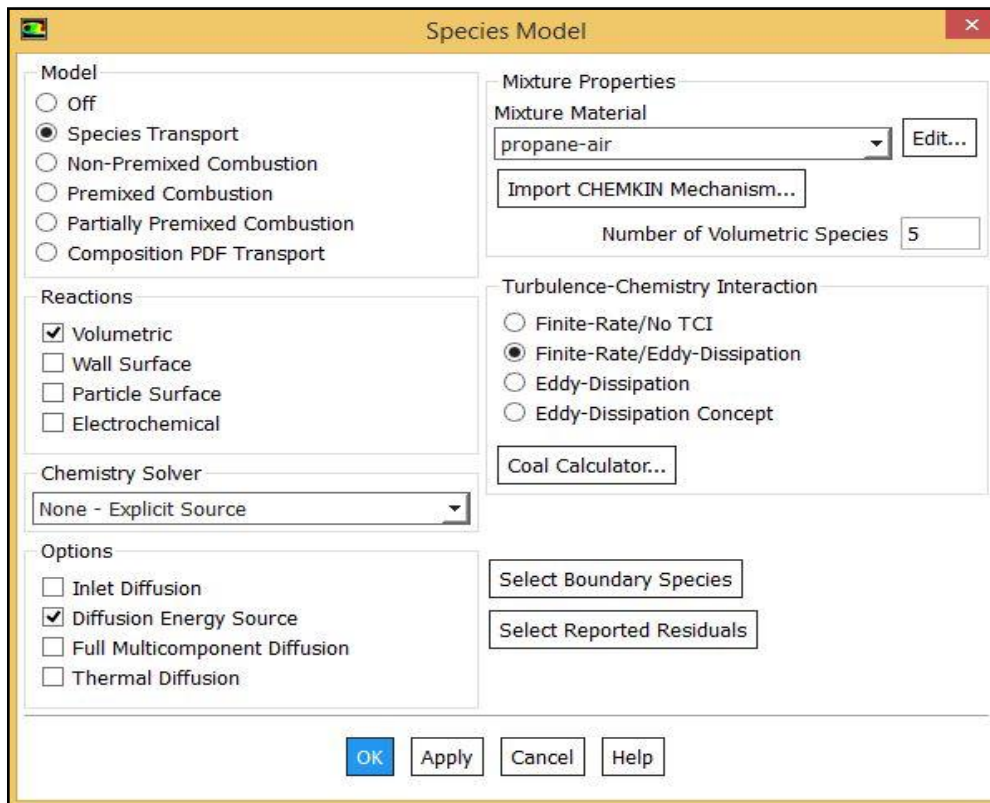 Species Model
Model
Off
Species Transport
Non-Premixed Combustion
Premixed Combustion
Partially Premixed Combustion
Composition PDF Transport
Reactions
Volumetric
Wall Surface
Particle Surface
Electrochemical
Chemistry Solver
None - Explicit Source
Options
Inlet Diffusion
Diffusion Energy Source
Full Multicomponent Diffusion
Thermal Diffusion
Mixture Properties
Mixture Material
propane-air
Edit...
Import CHEMKIN Mechanism...
Number of Volumetric Species 5
Turbulence-Chemistry Interaction
Finite-Rate/No TCI
Finite-Rate/Eddy-Dissipation
Eddy-Dissipation
Eddy-Dissipation Concept
Coal Calculator...
Select Boundary Species
Select Reported Residuals
OK Apply Cancel Help